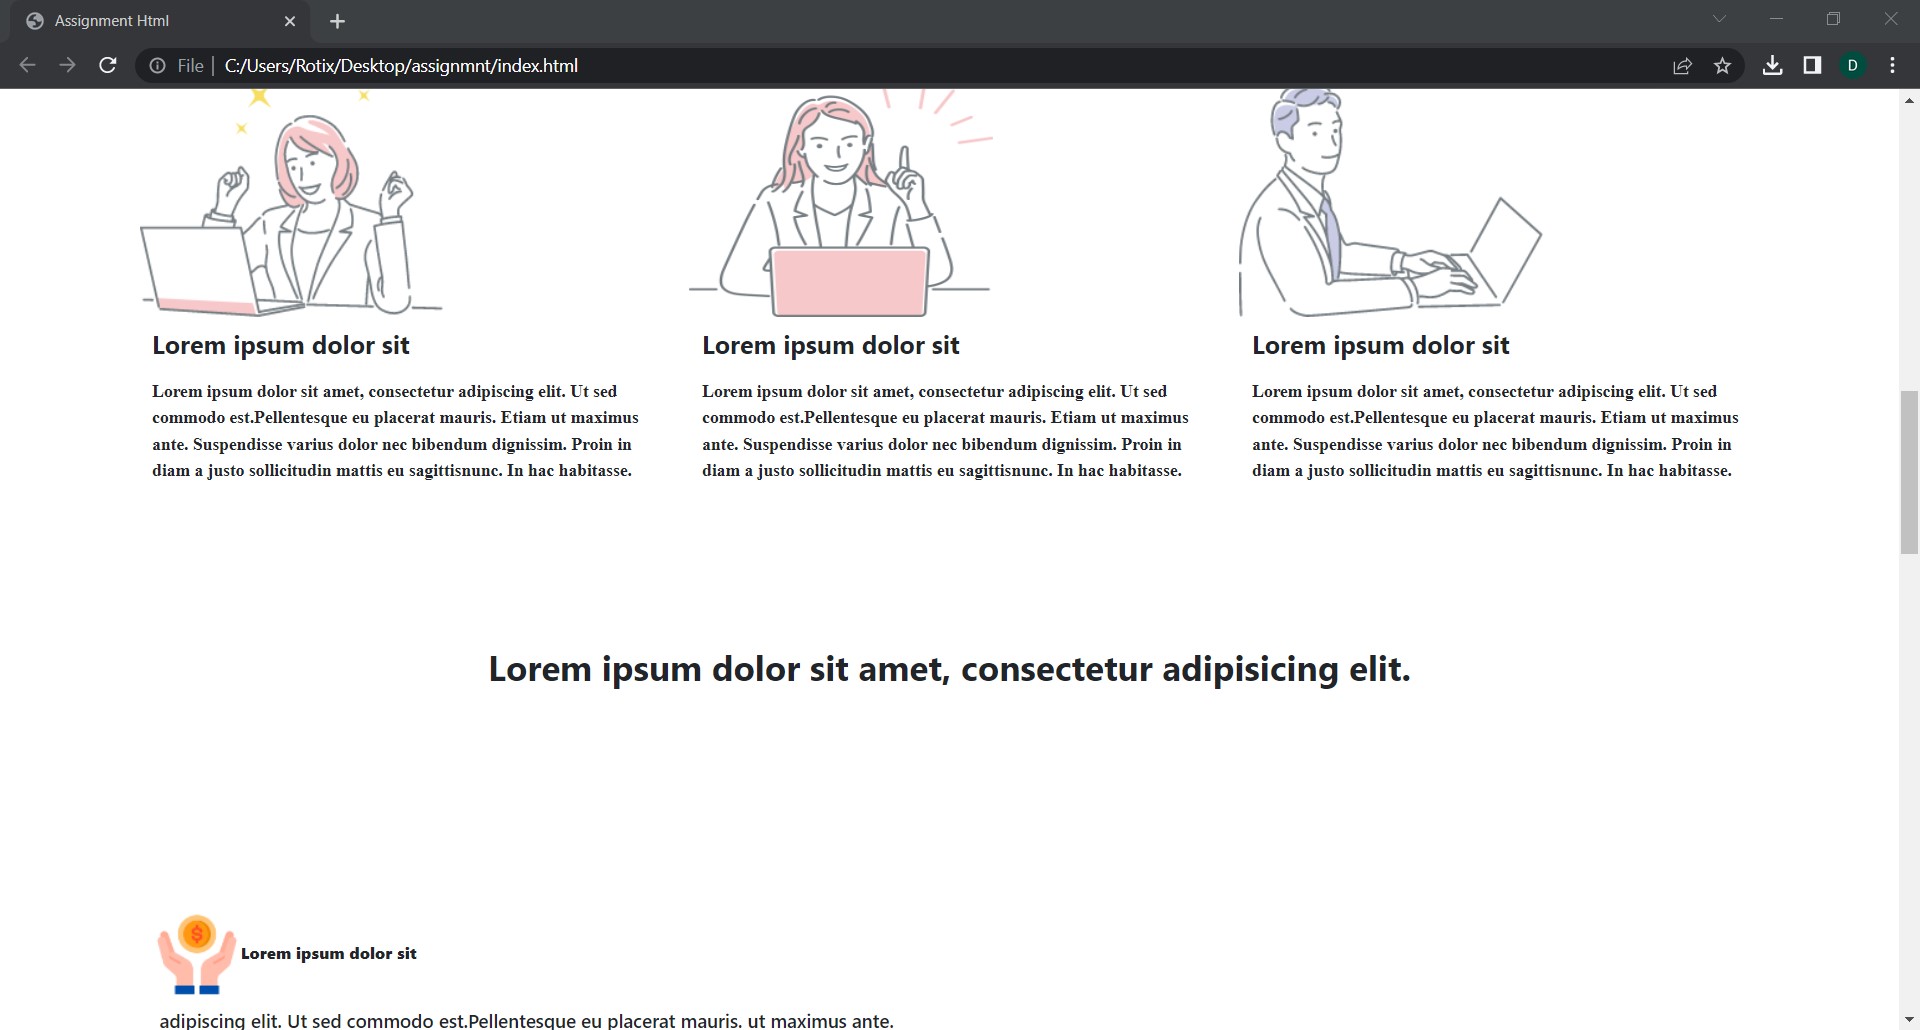 Assignment Html
File
C:/Users/Rotix/Desktop/assignmnt/index.html
D
Lorem ipsum dolor sit
Lorem ipsum dolor sit amet, consectetur adipiscing elit. Ut sed
commodo est.Pellentesque eu placerat mauris. Etiam ut maximus
ante. Suspendisse varius dolor nec bibendum dignissim. Proin in
diam a justo sollicitudin mattis eu sagittisnunc. In hac habitasse.
Lorem ipsum dolor sit
Lorem ipsum dolor sit amet, consectetur adipiscing elit. Ut sed
commodo est.Pellentesque eu placerat mauris. Etiam ut maximus
ante. Suspendisse varius dolor nec bibendum dignissim. Proin in
diam a justo sollicitudin mattis eu sagittisnunc. In hac habitasse.
Lorem ipsum dolor sit
Lorem ipsum dolor sit amet, consectetur adipiscing elit. Ut sed
commodo est.Pellentesque eu placerat mauris. Etiam ut maximus
ante. Suspendisse varius dolor nec bibendum dignissim. Proin in
diam a justo sollicitudin mattis eu sagittisnunc. In hac habitasse.
Lorem ipsum dolor sit amet, consectetur adipisicing elit.
$
Lorem ipsum dolor sit
adipiscing elit. Ut sed commodo est.Pellentesque eu placerat mauris. ut maximus ante.